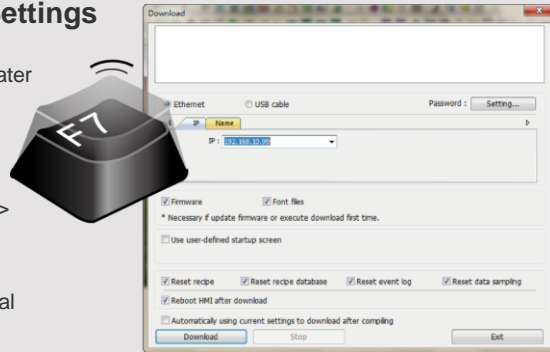 Settings
ater
F7
>
al
Download
Ethernet
USB cable
Password :
Setting...
IP
Name
IP :
192.168.10.99
Firmware
Font files
* Necessary if update firmware or execute download first time.
Use user-defined startup screen
Reset recipe
Reset recipe database
Reset event log
Reset data sampling
Reboot HMI after download
Automatically using current settings to download after compiling
Download
Stop
Exit